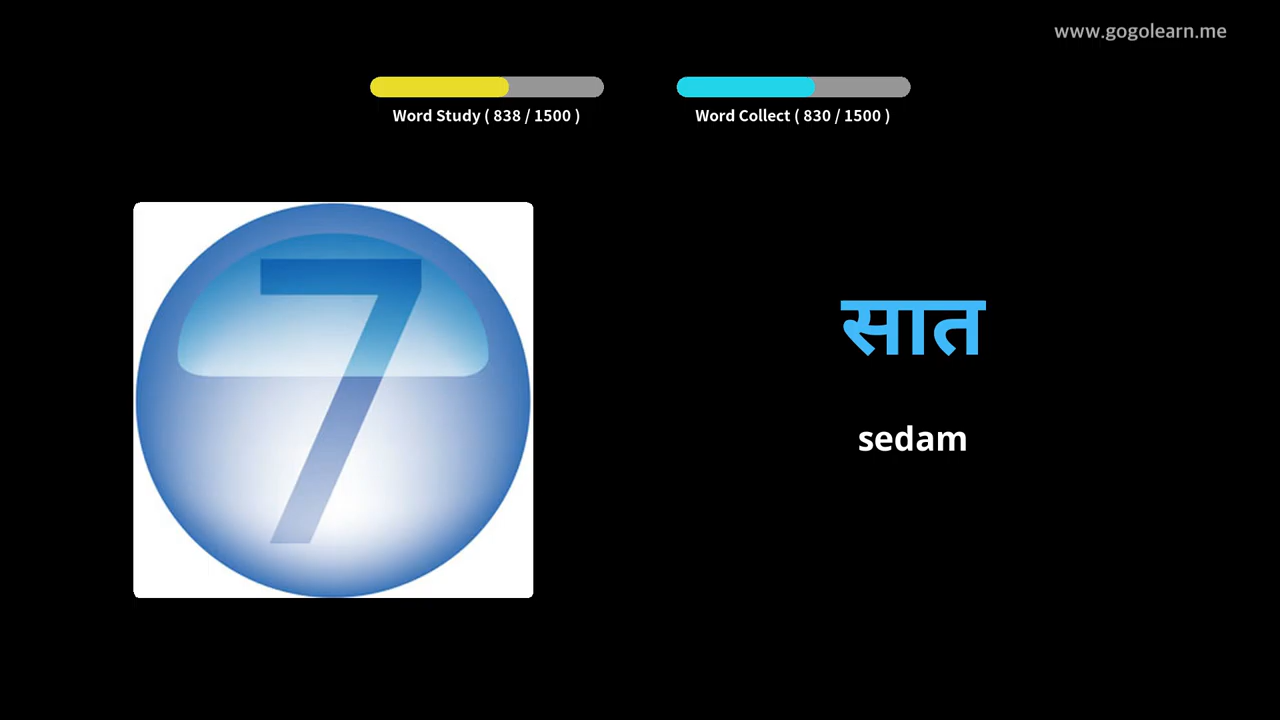 www.gogolearn.me
Word Study ( 838 / 1500 )
Word Collect ( 830 / 1500 )
7
सात
sedam